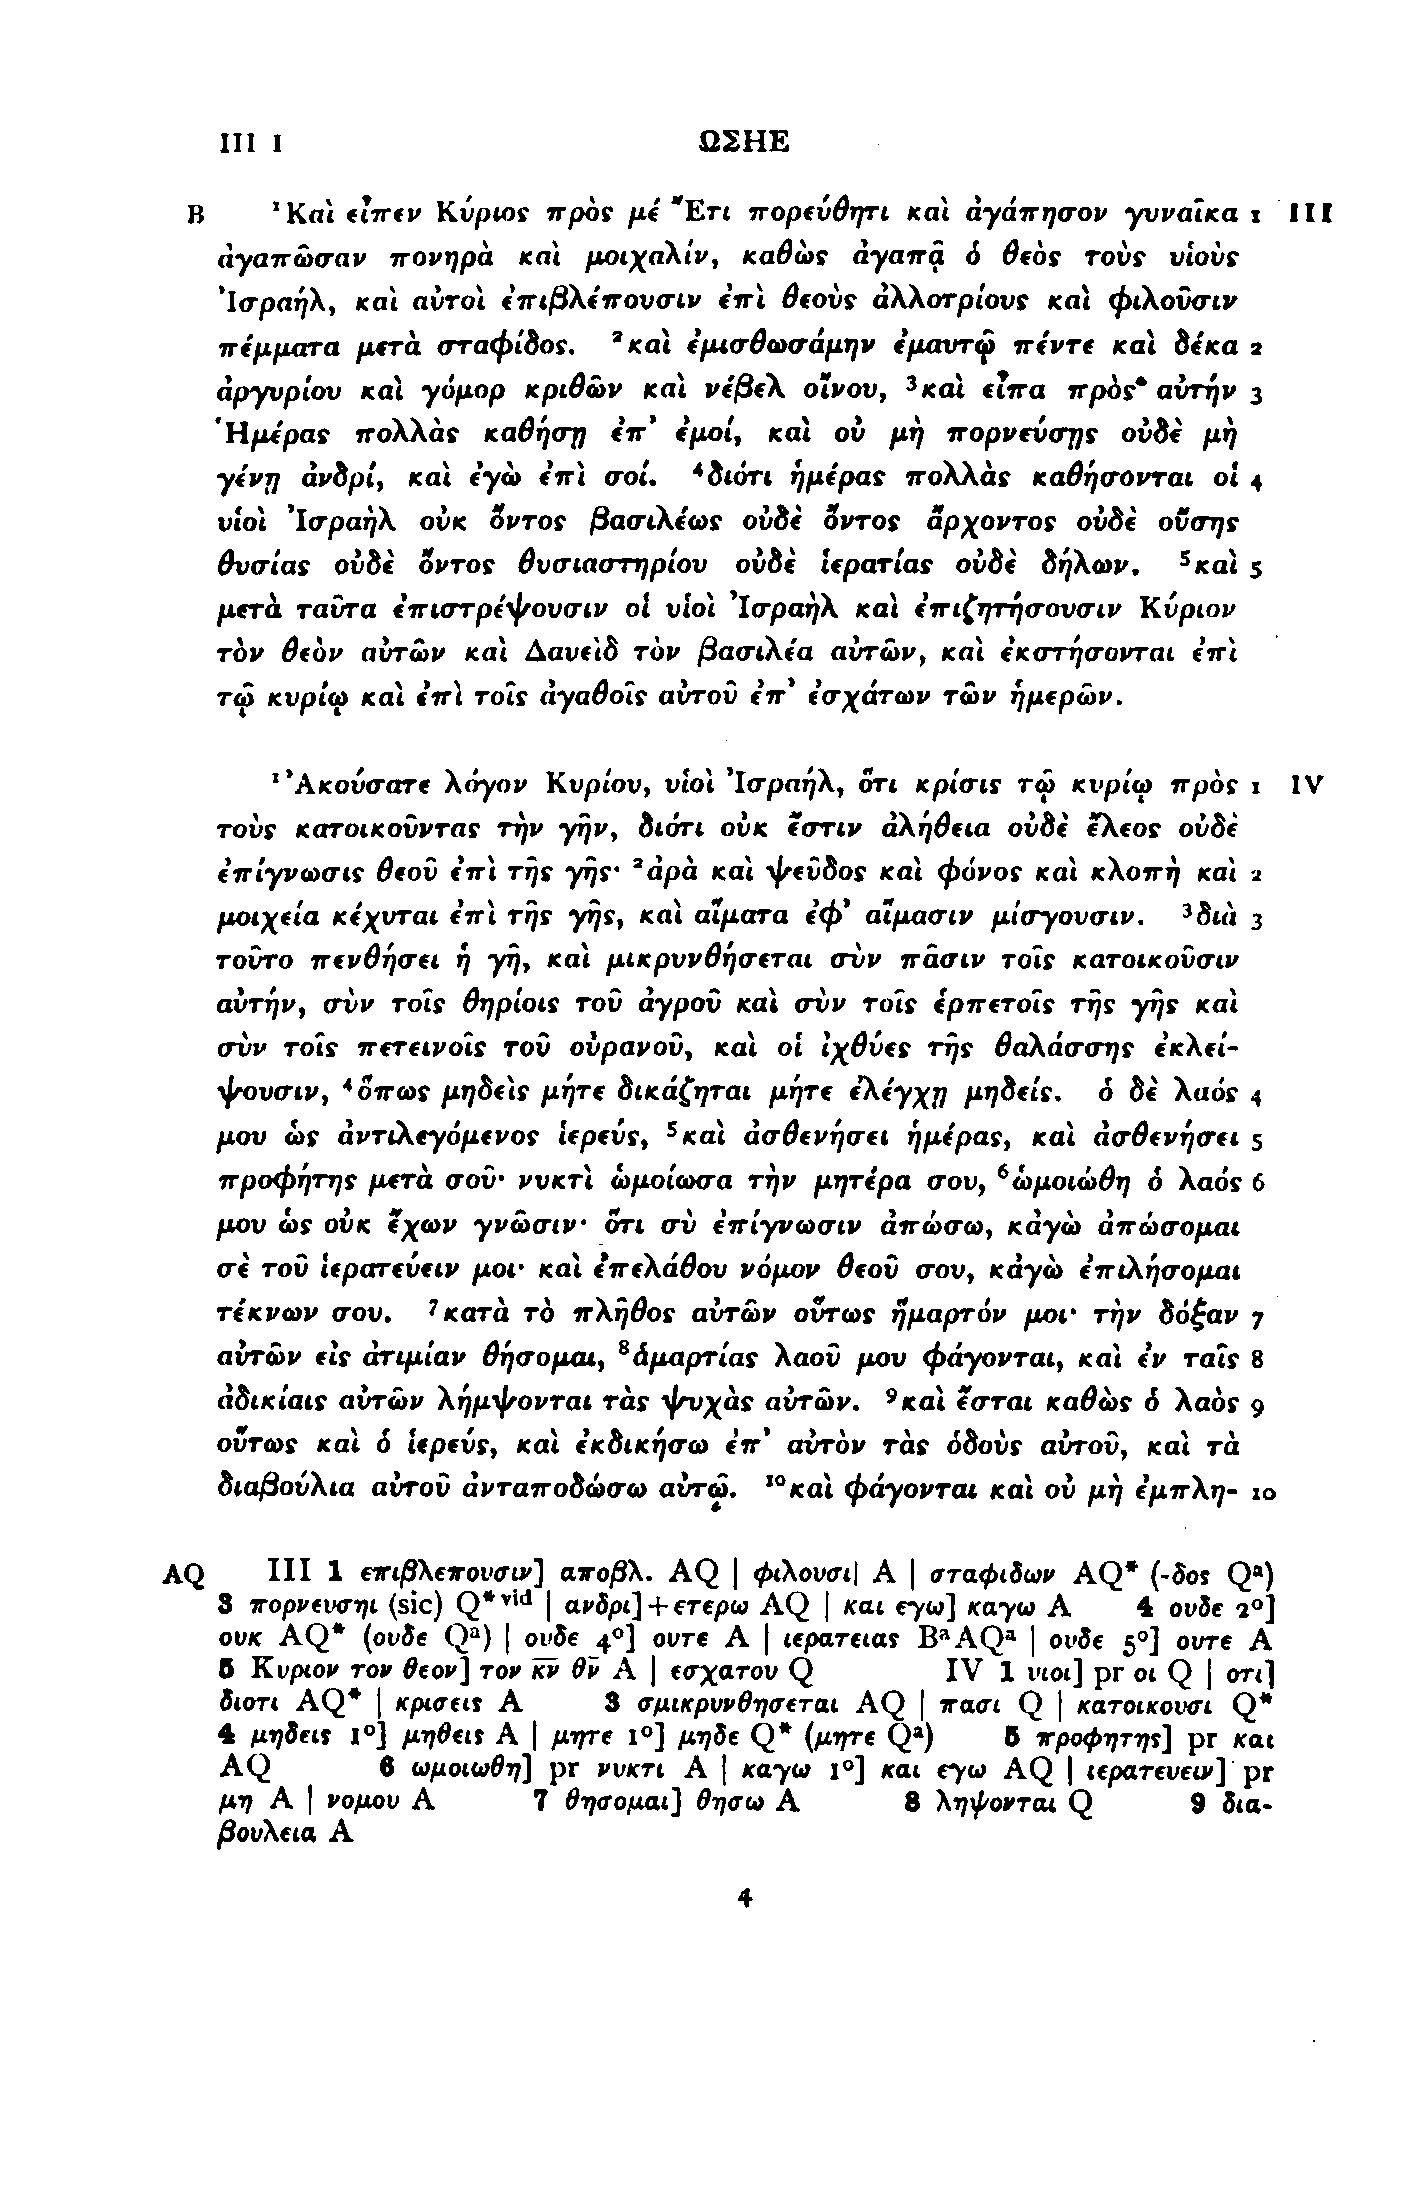 III 1 ΩΣΗΕ
B ¹Καὶ εἶπεν Κύριος πρὸς μέ Ἔτι πορεύθητι καὶ ἀγάπησον γυναῖκα 1 III
ἀγαπῶσαν πονηρὰ καὶ μοιχαλίν, καθὼς ἀγαπᾷ ὁ θεὸς τοὺς υἱοὺς
Ἰσραήλ, καὶ αὐτοὶ ἐπιβλέπουσιν ἐπὶ θεοὺς ἀλλοτρίους καὶ φιλοῦσιν
πέμματα μετὰ σταφίδος. ²καὶ ἐμισθωσάμην ἐμαυτῷ πέντε καὶ δέκα 2
ἀργυρίου καὶ γόμορ κριθῶν καὶ νέβελ οἴνου, ³καὶ εἶπα πρὸς αὐτήν 3
Ἡμέρας πολλὰς καθήσῃ ἐπ' ἐμοί, καὶ οὐ μὴ πορνεύσῃς οὐδὲ μὴ
γένῃ ἀνδρί, καὶ ἐγὼ ἐπὶ σοί. ⁴διότι ἡμέρας πολλὰς καθήσονται οἱ 4
υἱοὶ Ἰσραὴλ οὐκ ὄντος βασιλέως οὐδὲ ὄντος ἄρχοντος οὐδὲ οὔσης
θυσίας οὐδὲ ὄντος θυσιαστηρίου οὐδὲ ἱερατίας οὐδὲ δήλων. ⁵καὶ 5
μετὰ ταῦτα ἐπιστρέψουσιν οἱ υἱοὶ Ἰσραὴλ καὶ ἐπιζητήσουσιν Κύριον
τὸν θεὸν αὐτῶν καὶ Δαυεὶδ τὸν βασιλέα αὐτῶν, καὶ ἐκστήσονται ἐπὶ
τῷ κυρίῳ καὶ ἐπὶ τοῖς ἀγαθοῖς αὐτοῦ ἐπ' ἐσχάτων τῶν ἡμερῶν.
¹Ἀκούσατε λόγον Κυρίου, υἱοὶ Ἰσραήλ, ὅτι κρίσις τῷ κυρίῳ πρὸς 1 IV
τοὺς κατοικοῦντας τὴν γῆν, διότι οὐκ ἔστιν ἀλήθεια οὐδὲ ἔλεος οὐδὲ
ἐπίγνωσις θεοῦ ἐπὶ τῆς γῆς· ²ἀρὰ καὶ ψεῦδος καὶ φόνος καὶ κλοπὴ καὶ 2
μοιχεία κέχυται ἐπὶ τῆς γῆς, καὶ αἵματα ἐφ' αἵμασιν μίσγουσιν. ³διὰ 3
τοῦτο πενθήσει ἡ γῆ, καὶ μικρυνθήσεται σὺν πᾶσιν τοῖς κατοικοῦσιν
αὐτήν, σὺν τοῖς θηρίοις τοῦ ἀγροῦ καὶ σὺν τοῖς ἑρπετοῖς τῆς γῆς καὶ
σὺν τοῖς πετεινοῖς τοῦ οὐρανοῦ, καὶ οἱ ἰχθύες τῆς θαλάσσης ἐκλεί-
ψουσιν, ⁴ὅπως μηδεὶς μήτε δικάζηται μήτε ἐλέγχῃ μηδείς. ὁ δὲ λαός 4
μου ὡς ἀντιλεγόμενος ἱερεύς, ⁵καὶ ἀσθενήσει ἡμέρας, καὶ ἀσθενήσει 5
προφήτης μετὰ σοῦ· νυκτὶ ὡμοίωσα τὴν μητέρα σου, ⁶ὡμοιώθη ὁ λαός 6
μου ὡς οὐκ ἔχων γνῶσιν· ὅτι σὺ ἐπίγνωσιν ἀπώσω, κἀγὼ ἀπώσομαι
σὲ τοῦ ἱερατεύειν μοι· καὶ ἐπελάθου νόμον θεοῦ σου, κἀγὼ ἐπιλήσομαι
τέκνων σου. ⁷κατὰ τὸ πλῆθος αὐτῶν οὕτως ἥμαρτόν μοι· τὴν δόξαν 7
αὐτῶν εἰς ἀτιμίαν θήσομαι, ⁸ἁμαρτίας λαοῦ μου φάγονται, καὶ ἐν ταῖς 8
ἀδικίαις αὐτῶν λήμψονται τὰς ψυχὰς αὐτῶν. ⁹καὶ ἔσται καθὼς ὁ λαὸς 9
οὕτως καὶ ὁ ἱερεύς, καὶ ἐκδικήσω ἐπ' αὐτὸν τὰς ὁδοὺς αὐτοῦ, καὶ τὰ
διαβούλια αὐτοῦ ἀνταποδώσω αὐτῷ. ¹⁰καὶ φάγονται καὶ οὐ μὴ ἐμπλη- 10
AQ III 1 επιβλεπουσιν] αποβλ. AQ | φιλουσι| A | σταφιδων AQ* (-δος Qᵃ)
3 πορνευσηι (sic) Q*ᵛⁱᵈ | ανδρι]+ετερω AQ | και εγω] καγω A 4 ουδε 2°]
ουκ AQ* (ουδε Qᵃ) | ουδε 4°] ουτε A | ιερατειας BᵃAQᵃ | ουδε 5°] ουτε A
5 Κυριον τον θεον] τον κ̅ν̅ θ̅ν̅ A | εσχατου Q IV 1 υιοι] pr οι Q | οτι]
διοτι AQ* | κρισεις A 3 σμικρυνθησεται AQ | πασι Q | κατοικουσι Q*
4 μηδεις 1°] μηθεις A | μητε 1°] μηδε Q* (μητε Qᵃ) 5 προφητης] pr και
AQ 6 ωμοιωθη] pr νυκτι A | καγω 1°] και εγω AQ | ιερατευειν] pr
μη A | νομου A 7 θησομαι] θησω A 8 ληψονται Q 9 δια-
βουλεια A
4